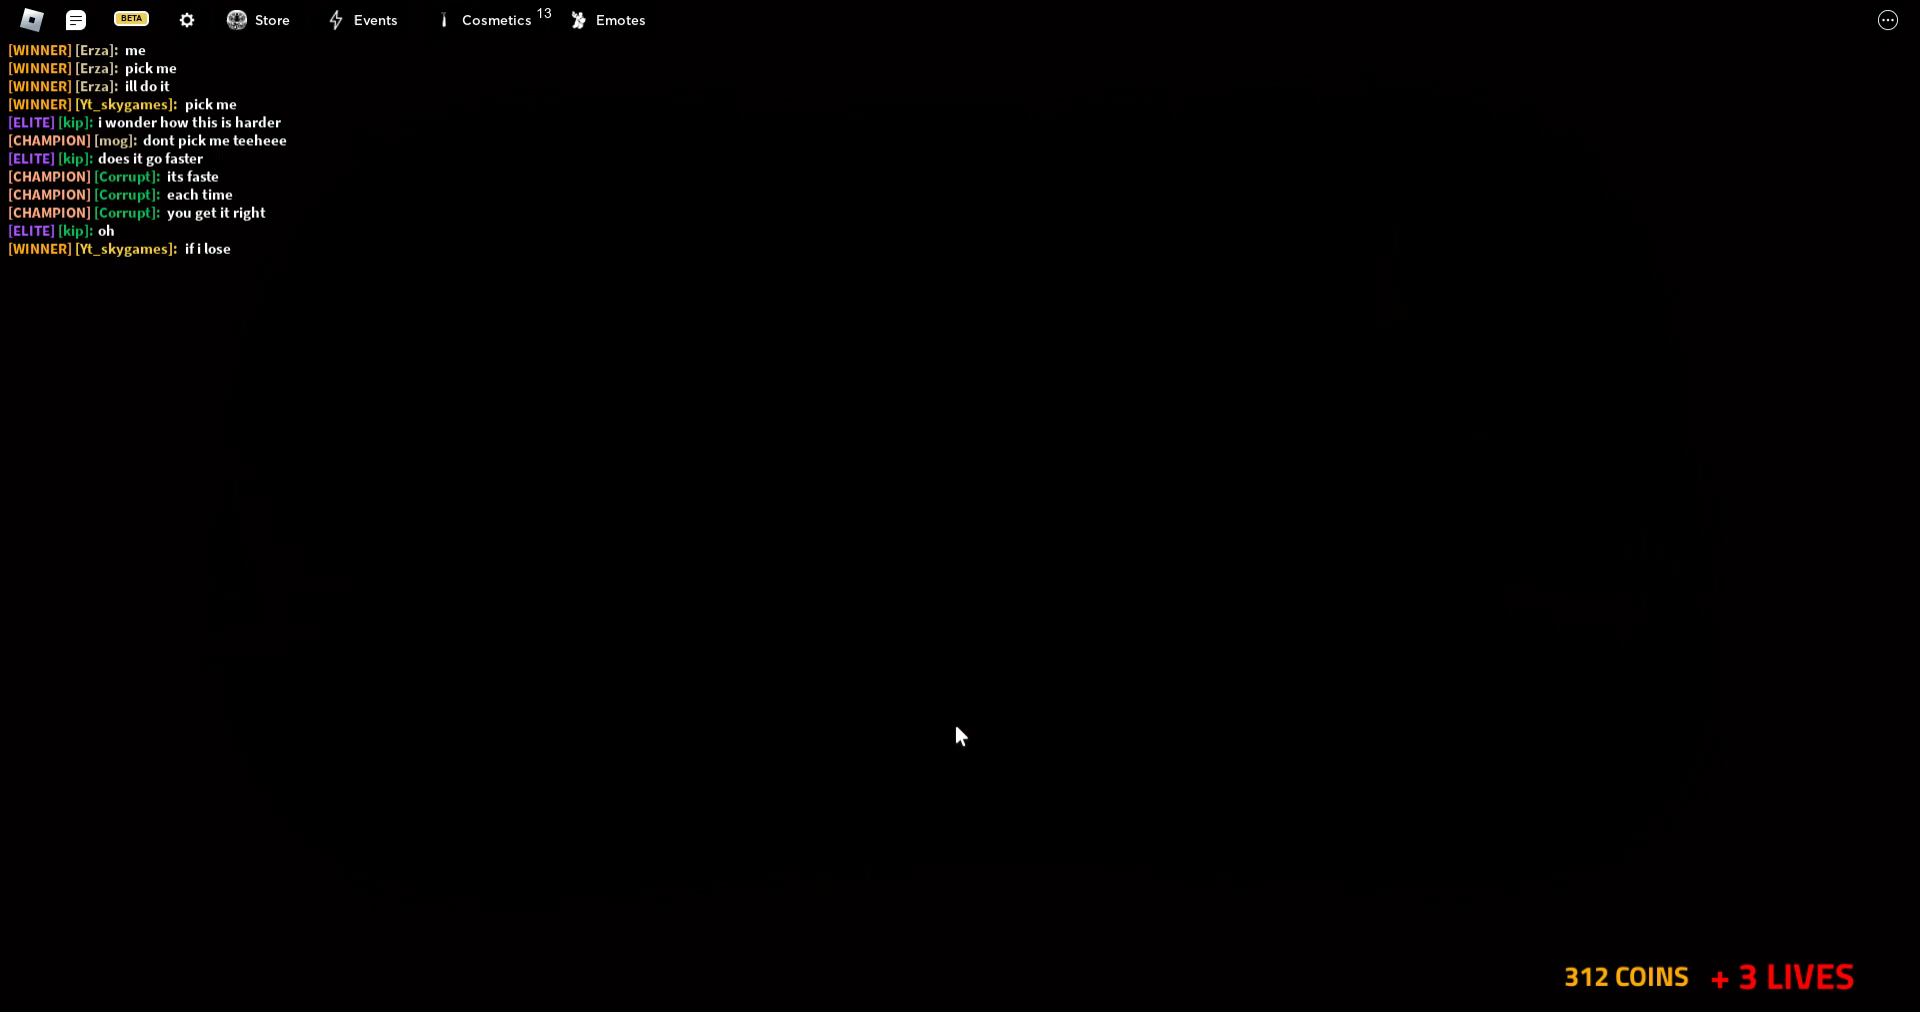 BETA Store Events Cosmetics 13 Emotes
[WINNER] [Erza]: me
[WINNER] [Erza]: pick me
[WINNER] [Erza]: ill do it
[WINNER] [Yt_skygames]: pick me
[ELITE] [kip]: i wonder how this is harder
[CHAMPION] [mog]: dont pick me teeheee
[ELITE] [kip]: does it go faster
[CHAMPION] [Corrupt]: its faste
[CHAMPION] [Corrupt]: each time
[CHAMPION] [Corrupt]: you get it right
[ELITE] [kip]: oh
[WINNER] [Yt_skygames]: if i lose
312 COINS + 3 LIVES